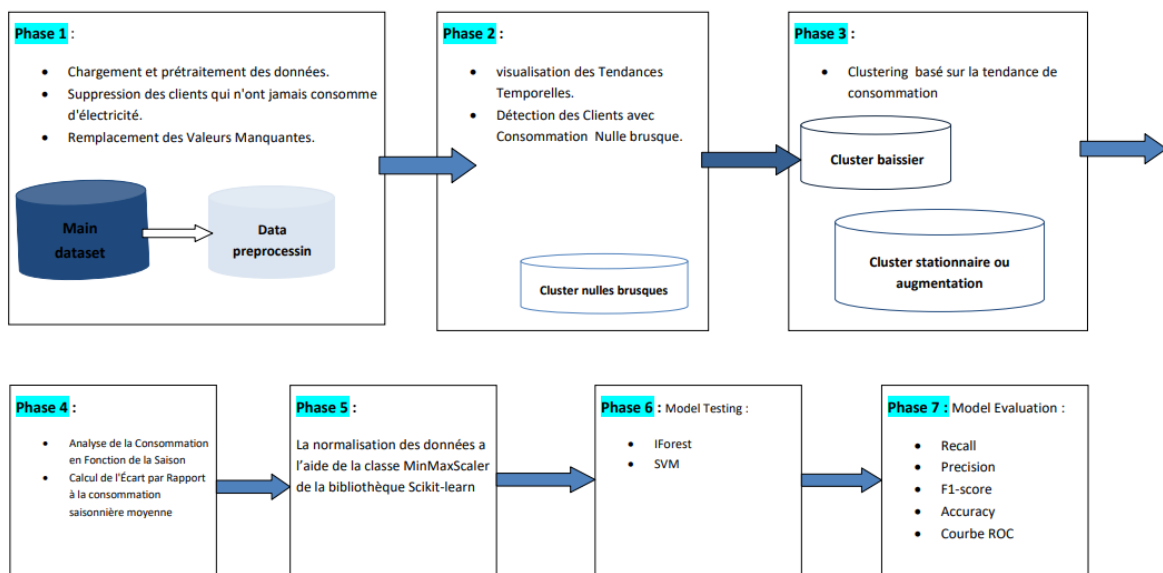 Phase 1 :
• Chargement et prétraitement des données.
• Suppression des clients qui n'ont jamais consomme
d'électricité.
• Remplacement des Valeurs Manquantes.
Main
dataset
Data
preprocessin
Phase 2 :
• visualisation des Tendances
Temporelles.
• Détection des Clients avec
Consommation Nulle brusque.
Cluster nulles brusques
Phase 3 :
• Clustering basé sur la tendance de
consommation
Cluster baissier
Cluster stationnaire ou
augmentation
Phase 4 :
• Analyse de la Consommation
en Fonction de la Saison
• Calcul de l'Écart par Rapport
à la consommation
saisonnière moyenne
Phase 5 :
La normalisation des données a
l'aide de la classe MinMaxScaler
de la bibliothèque Scikit-learn
Phase 6 : Model Testing :
• IForest
• SVM
Phase 7 : Model Evaluation :
• Recall
• Precision
• F1-score
• Accuracy
• Courbe ROC